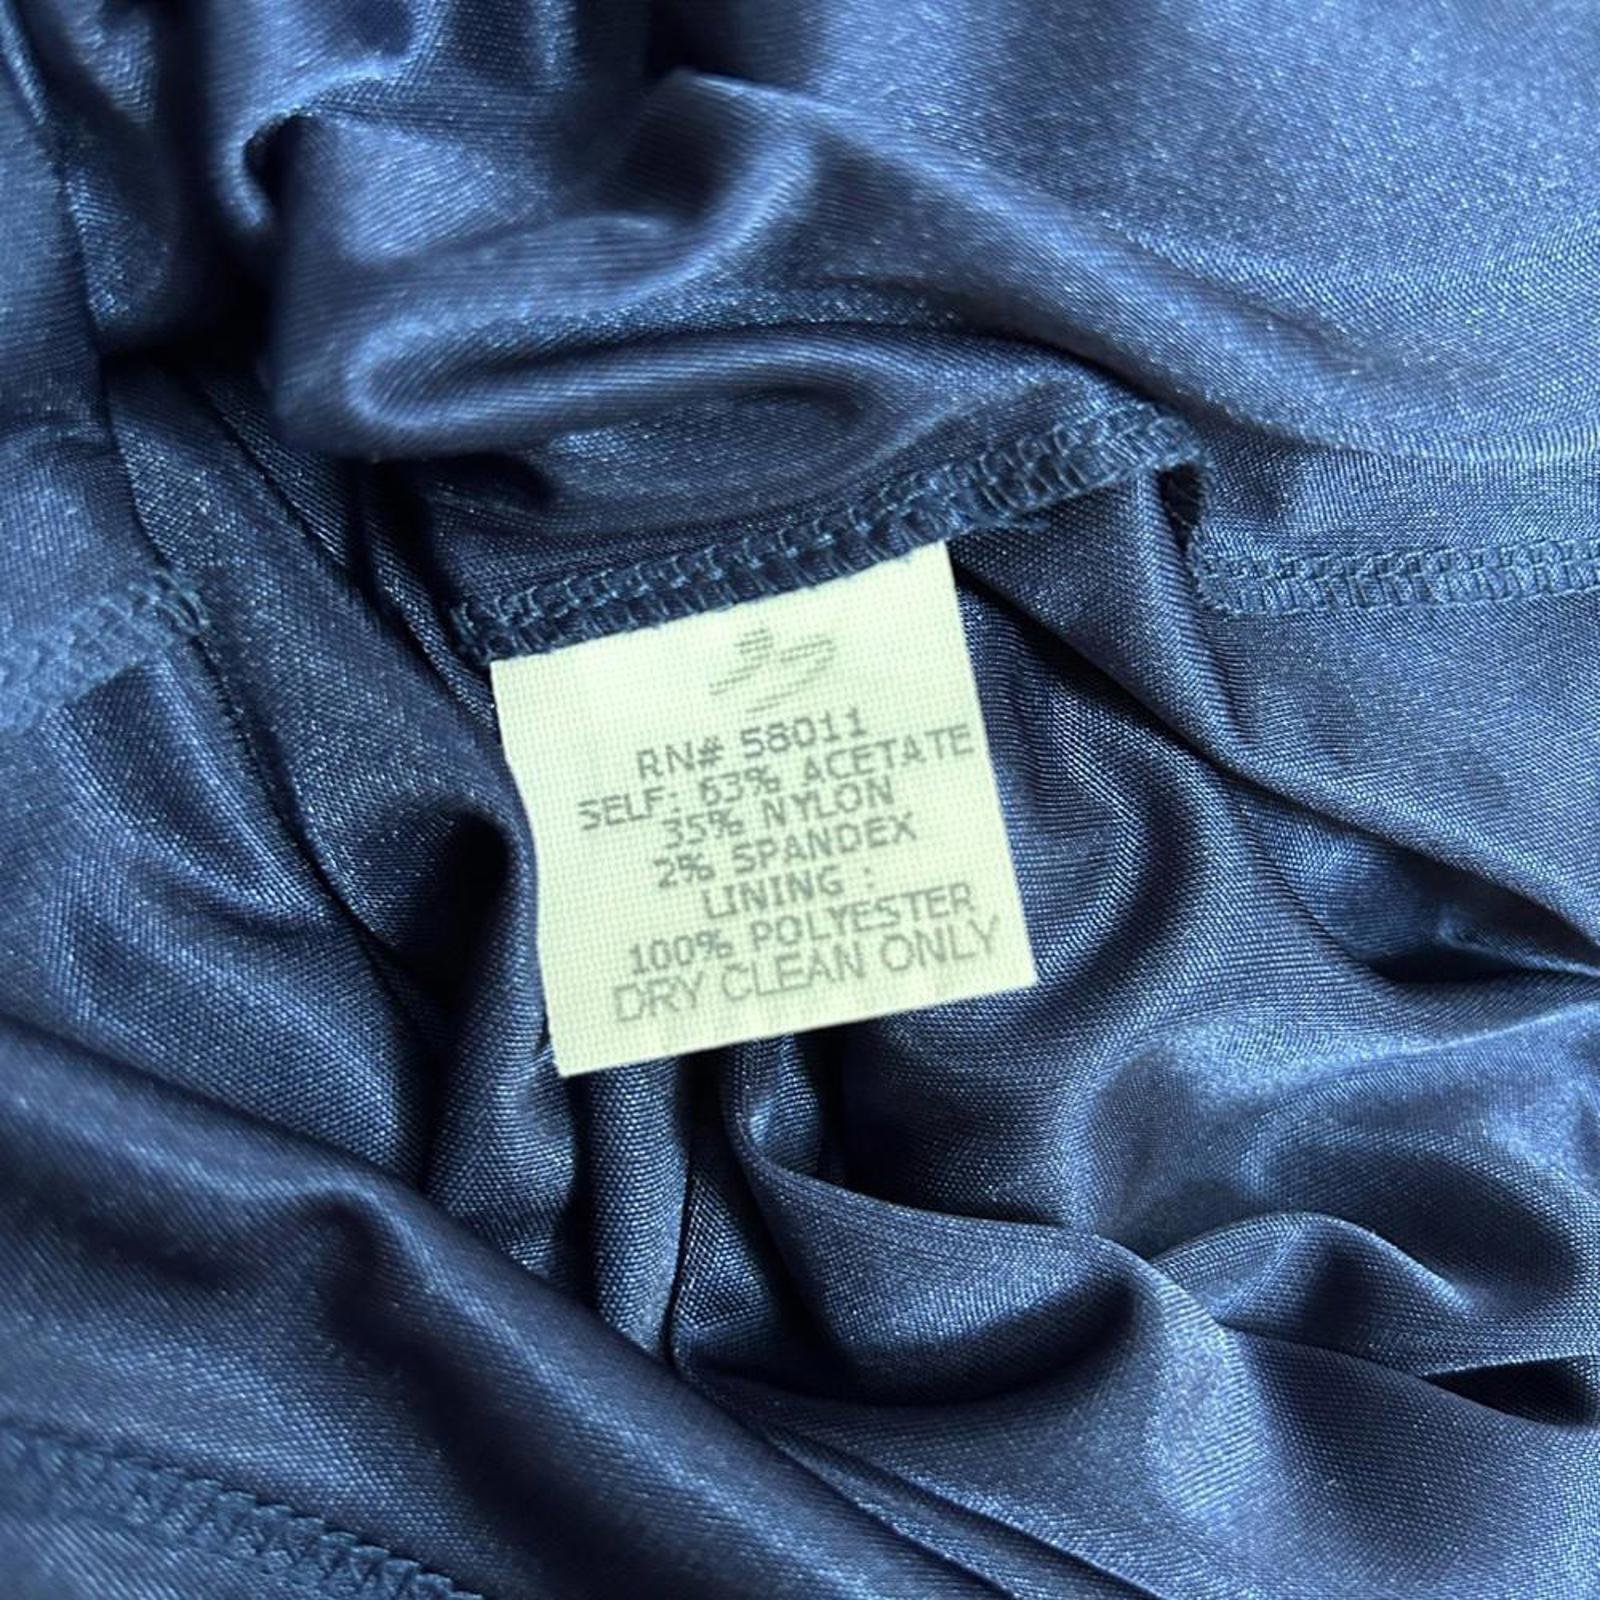 RN# 58011
SELF: 63% ACETATE
35% NYLON
2% SPANDEX
LINING :
100% POLYESTER
DRY CLEAN ONLY